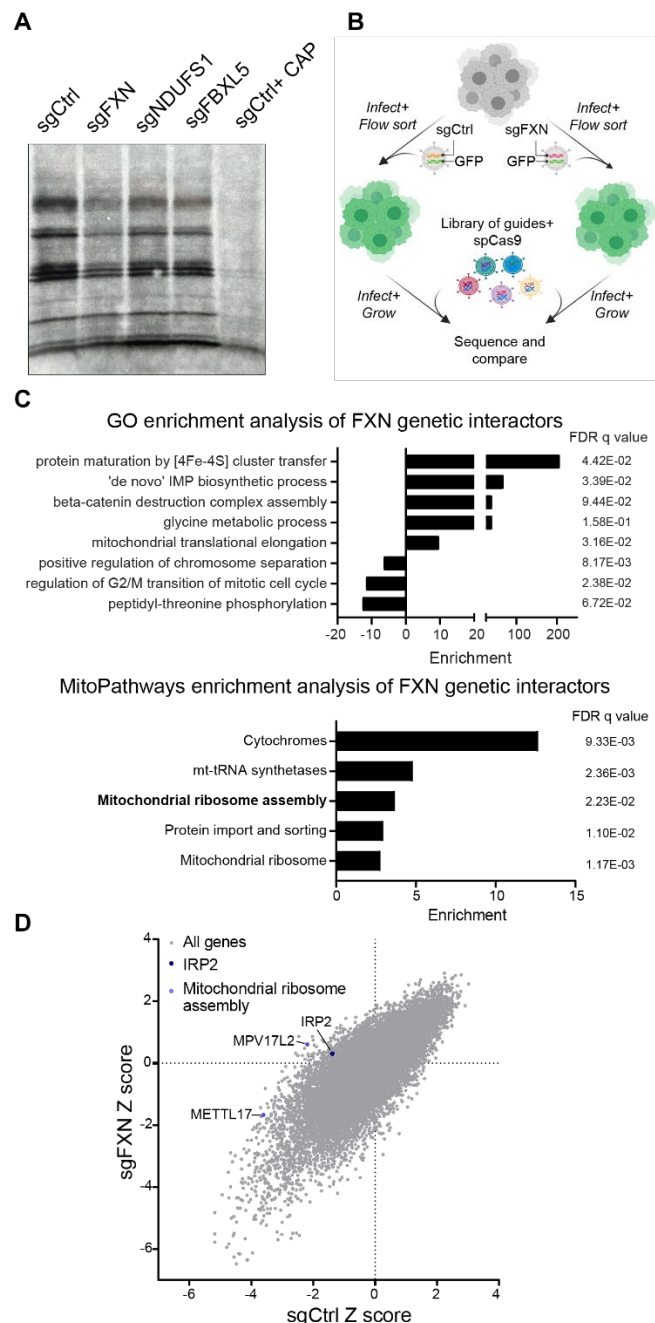 A
sgCtrl
sgFXN
sgNDUFS1
sgFBXL5
sgCtrl+ CAP
B
Infect+
Flow sort
sgCtrl
sgFXN
Infect+
Flow sort
GFP
GFP
Library of guides+
spCas9
Infect+
Grow
Infect+
Grow
Sequence and
compare
C
GO enrichment analysis of FXN genetic interactors
FDR q value
protein maturation by [4Fe-4S] cluster transfer 4.42E-02
'de novo' IMP biosynthetic process 3.39E-02
beta-catenin destruction complex assembly 9.44E-02
glycine metabolic process 1.58E-01
mitochondrial translational elongation 3.16E-02
positive regulation of chromosome separation 8.17E-03
regulation of G2/M transition of mitotic cell cycle 2.38E-02
peptidyl-threonine phosphorylation 6.72E-02
-20 -10 0 10 20 100 200
Enrichment
MitoPathways enrichment analysis of FXN genetic interactors
FDR q value
Cytochromes 9.33E-03
mt-tRNA synthetases 2.36E-03
Mitochondrial ribosome assembly 2.23E-02
Protein import and sorting 1.10E-02
Mitochondrial ribosome 1.17E-03
0 5 10 15
Enrichment
D
All genes
IRP2
Mitochondrial ribosome
assembly
IRP2
MPV17L2
METTL17
4
2
0
-2
-4
-6
sgFXN Z score
-6 -4 -2 0 2 4
sgCtrl Z score